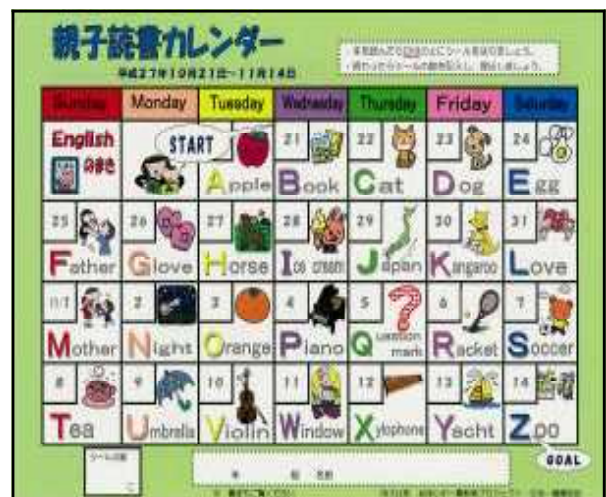 親子読書カレンダー
平成27年10月21日~11月14日
Sunday Monday Tuesday Wednesday Thursday Friday Saturday
English
START
Apple
21 Book
22 Cat
23 Dog
24 Egg
25 Father
26 Glove
27 Horse
28 Ice cream
29 Japan
30 Kangaroo
31 Love
11/1 Mother
2 Night
3 Orange
4 Piano
5 Question mark
6 Racket
7 Soccer
8 Tea
9 Umbrella
10 Violin
11 Window
12 Xylophone
13 Yacht
14 Zoo
GOAL
年 組 名前